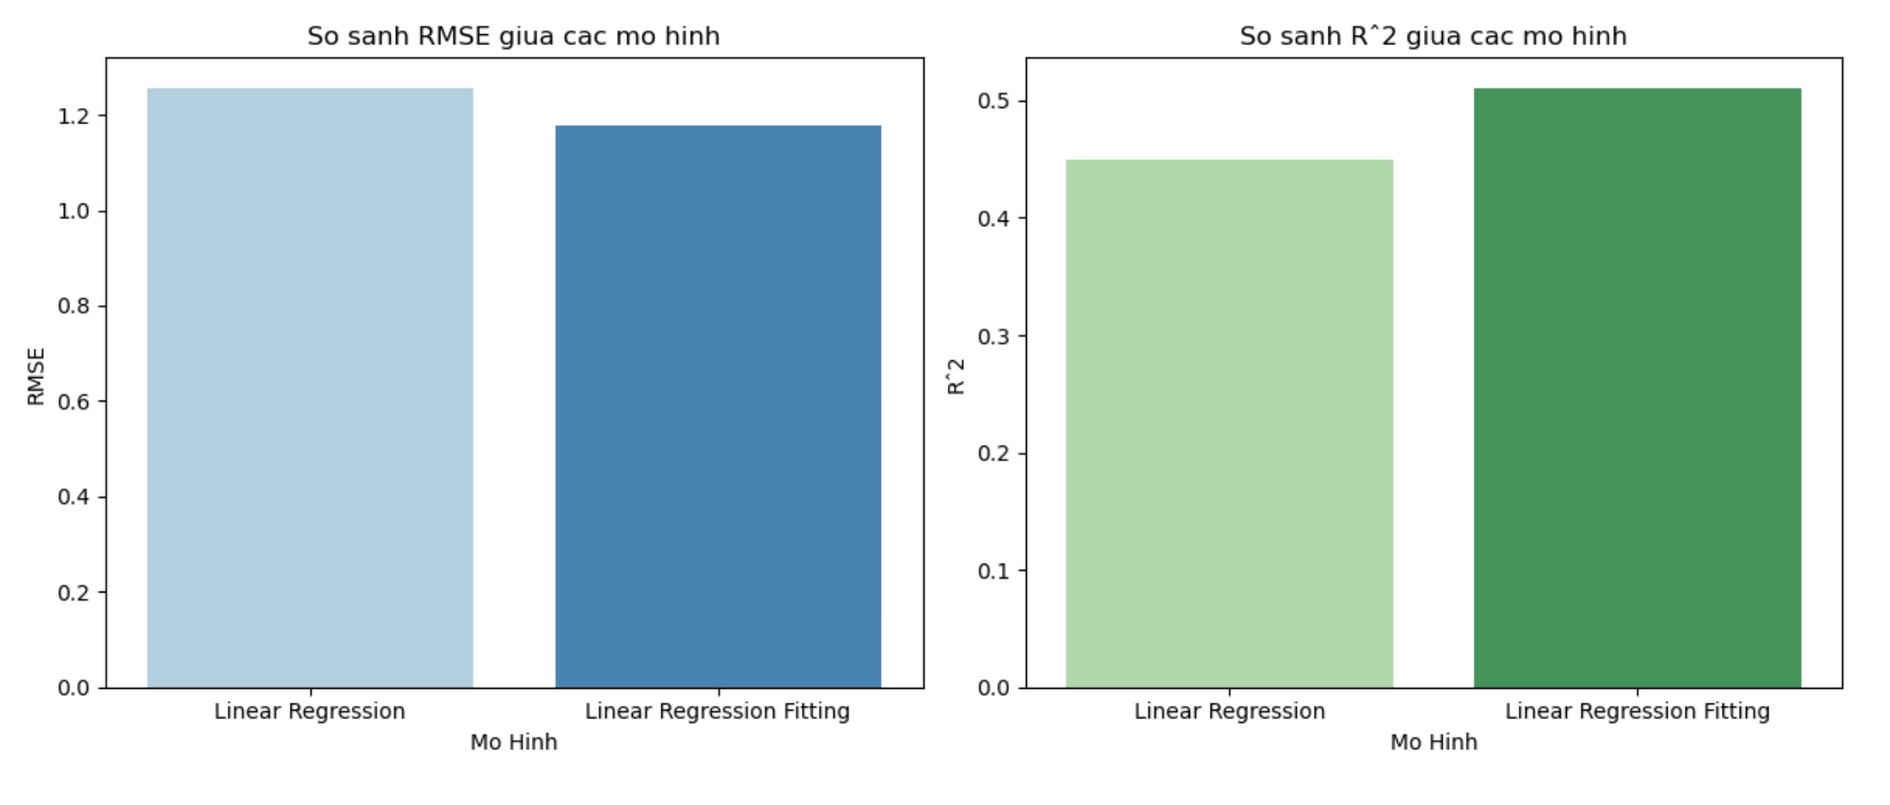 So sanh RMSE giua cac mo hinh
1.2
1.0
0.8
0.6
0.4
0.2
0.0
RMSE
Linear Regression
Linear Regression Fitting
Mo Hinh
So sanh R^2 giua cac mo hinh
0.5
0.4
0.3
0.2
0.1
0.0
R^2
Linear Regression
Linear Regression Fitting
Mo Hinh